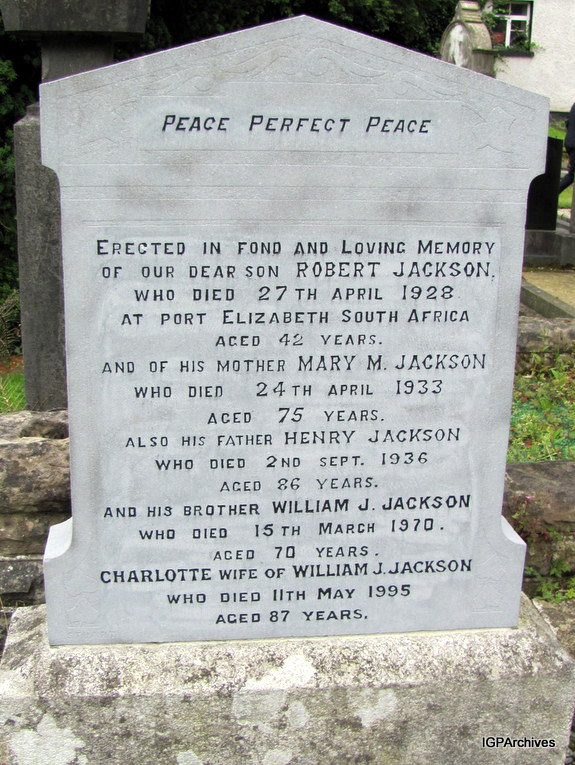 PEACE PERFECT PEACE
ERECTED IN FOND AND LOVING MEMORY
OF OUR DEAR SON ROBERT JACKSON,
WHO DIED 27TH APRIL 1928
AT PORT ELIZABETH SOUTH AFRICA
AGED 42 YEARS.
AND OF HIS MOTHER MARY M. JACKSON
WHO DIED 24TH APRIL 1933
AGED 75 YEARS.
ALSO HIS FATHER HENRY JACKSON
WHO DIED 2ND SEPT. 1936
AGED 86 YEARS.
AND HIS BROTHER WILLIAM J. JACKSON
WHO DIED 15TH MARCH 1970.
AGED 70 YEARS.
CHARLOTTE WIFE OF WILLIAM J. JACKSON
WHO DIED 11TH MAY 1995
AGED 87 YEARS.
IGPArchives